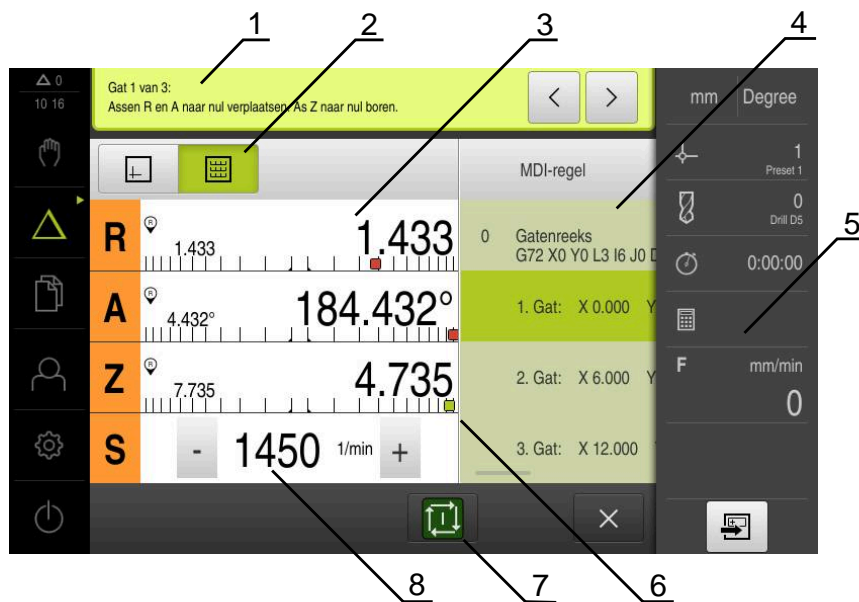 1 2 3 4
0
10 16
Gat 1 van 3:
Assen R en A naar nul verplaatsen. As Z naar nul boren.
< >
mm Degree
MDI-regel
1
Preset 1
0
Drill D5
5
R R 1.433 1.433
0 Gatenreeks
G72 X0 Y0 L3 I6 J0
0:00:00
A R 4.432° 184.432°
1. Gat: X 0.000 Y
Z R 7.735 4.735
2. Gat: X 6.000 Y
F mm/min
0
S - 1450 1/min +
3. Gat: X 12.000
8 7 6